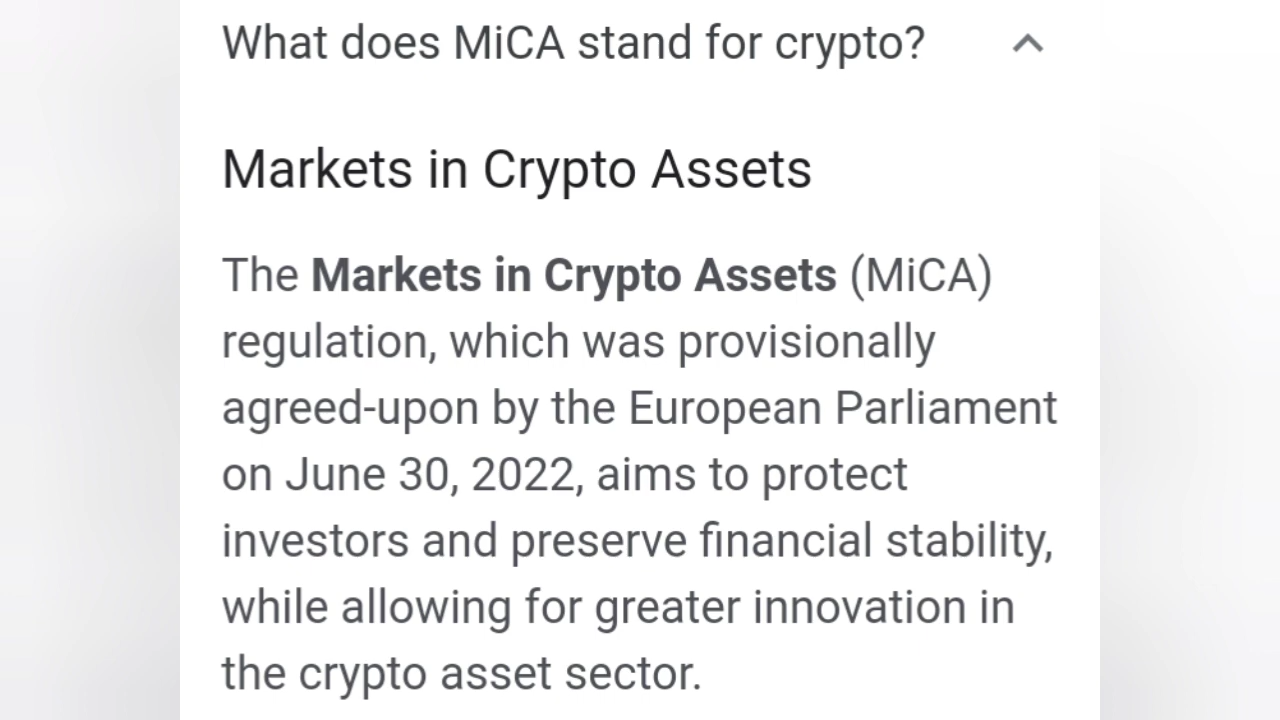 What does MiCA stand for crypto?
Markets in Crypto Assets
The Markets in Crypto Assets (MiCA)
regulation, which was provisionally
agreed-upon by the European Parliament
on June 30, 2022, aims to protect
investors and preserve financial stability,
while allowing for greater innovation in
the crypto asset sector.